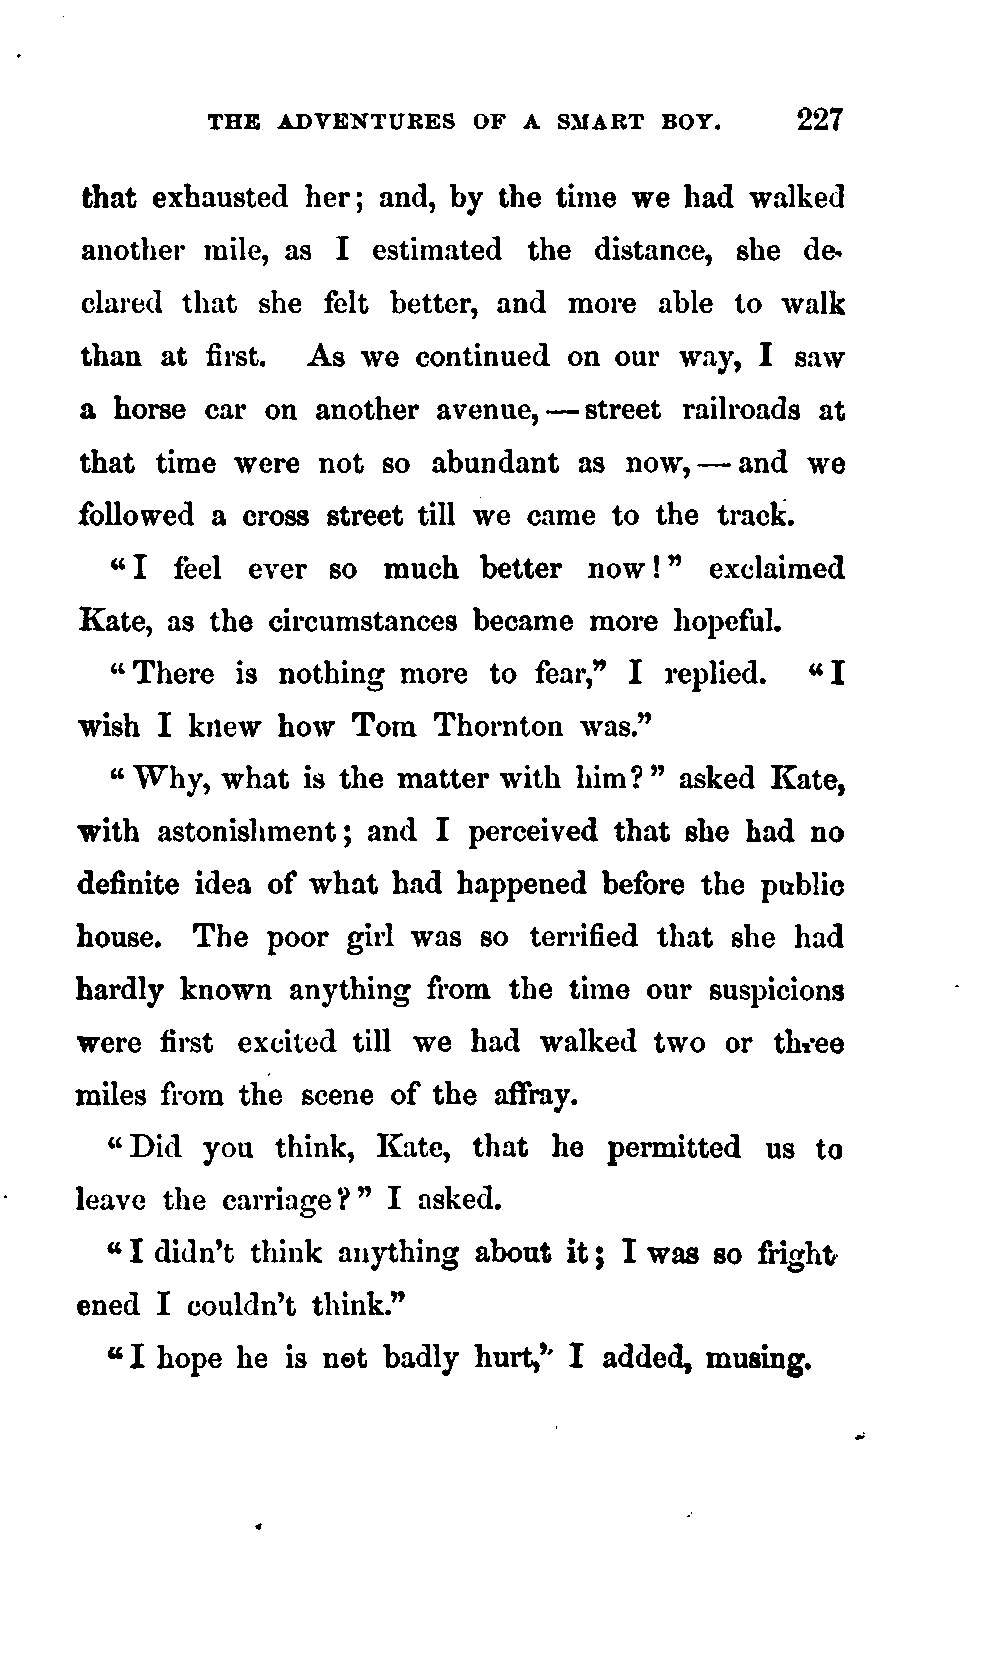 THE ADVENTURES OF A SMART BOY. 227
that exhausted her; and, by the time we had walked
another mile, as I estimated the distance, she de-
clared that she felt better, and more able to walk
than at first. As we continued on our way, I saw
a horse car on another avenue, — street railroads at
that time were not so abundant as now, — and we
followed a cross street till we came to the track.
"I feel ever so much better now!" exclaimed
Kate, as the circumstances became more hopeful.
"There is nothing more to fear," I replied. "I
wish I knew how Tom Thornton was."
"Why, what is the matter with him?" asked Kate,
with astonishment; and I perceived that she had no
definite idea of what had happened before the public
house. The poor girl was so terrified that she had
hardly known anything from the time our suspicions
were first excited till we had walked two or three
miles from the scene of the affray.
"Did you think, Kate, that he permitted us to
leave the carriage?" I asked.
"I didn't think anything about it; I was so fright-
ened I couldn't think."
"I hope he is not badly hurt," I added, musing.